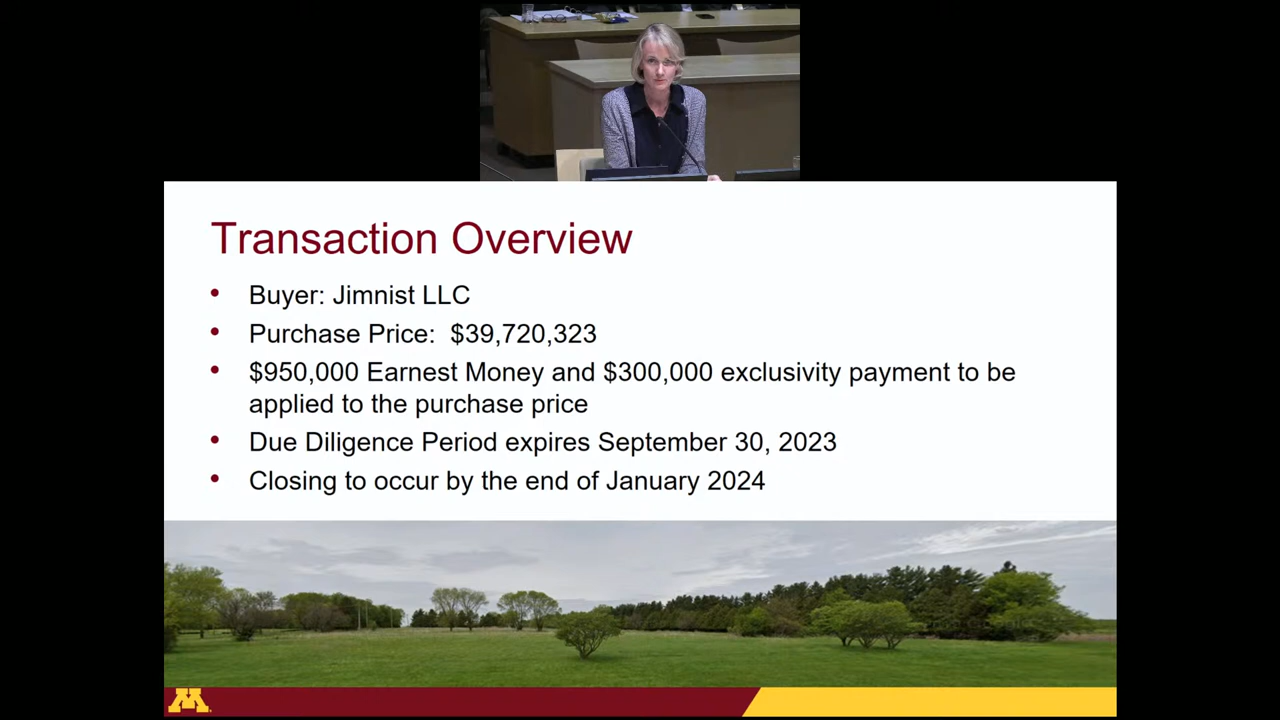 Transaction Overview
• Buyer: Jimnist LLC
• Purchase Price: $39,720,323
• $950,000 Earnest Money and $300,000 exclusivity payment to be
applied to the purchase price
• Due Diligence Period expires September 30, 2023
• Closing to occur by the end of January 2024
M